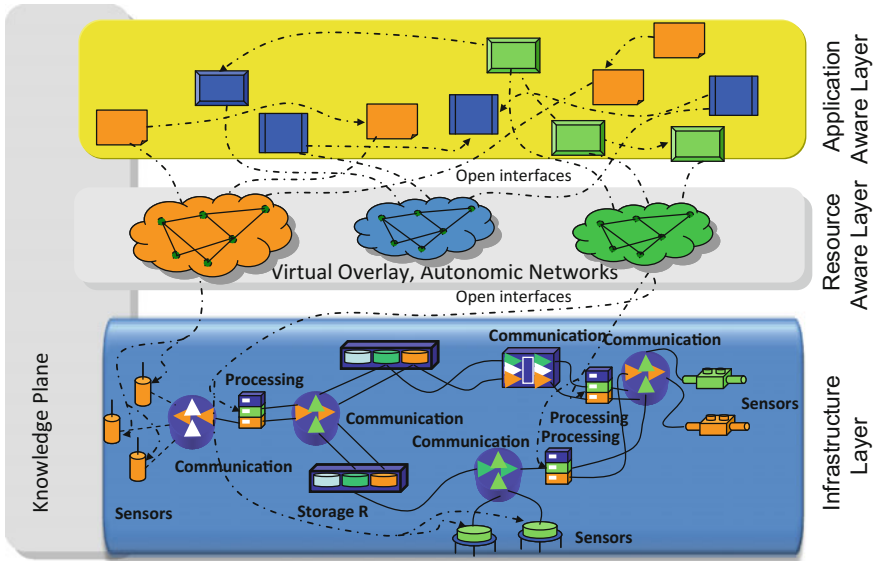 Application
Aware Layer
Open interfaces
Resource
Aware Layer
Virtual Overlay, Autonomic Networks
Open interfaces
Knowledge Plane
Infrastructure
Layer
Communication
Communication
Processing
Processing
Sensors
Communication
Communication
Processing
Communication
Sensors
Storage R
Sensors